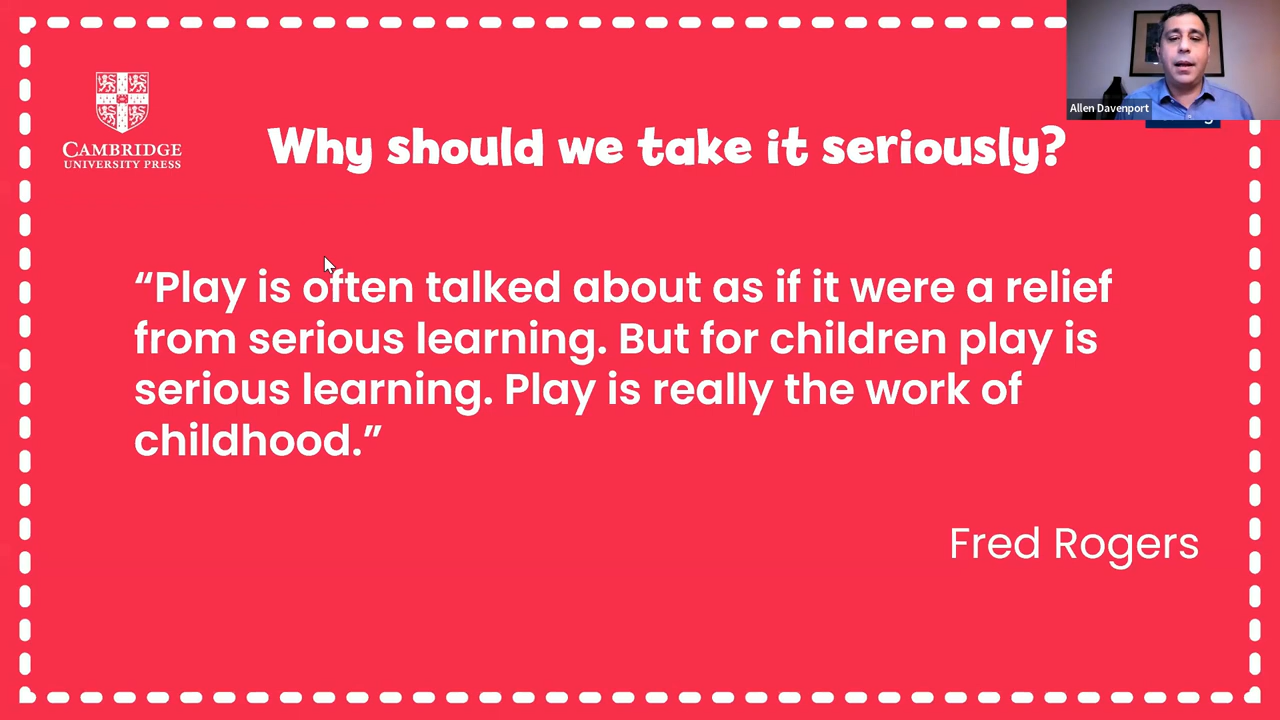 Allen Davenport
CAMBRIDGE
UNIVERSITY PRESS
Why should we take it seriously?
“Play is often talked about as if it were a relief
from serious learning. But for children play is
serious learning. Play is really the work of
childhood.”
Fred Rogers